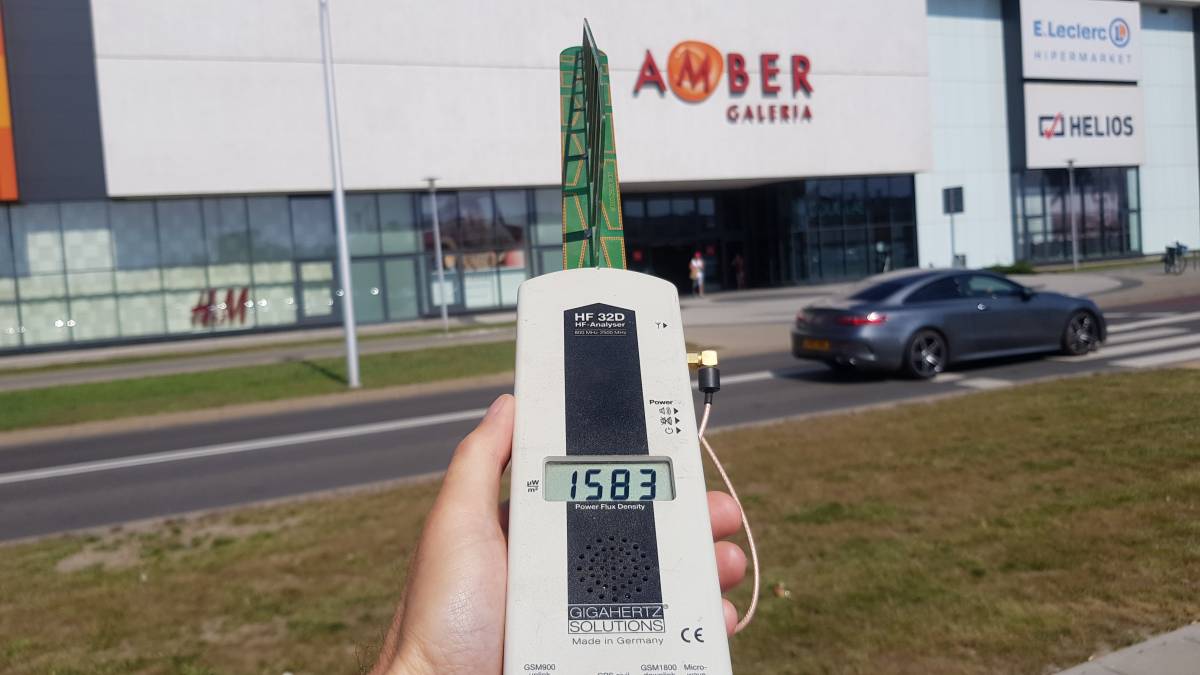 AMBER
GALERIA
E.Leclerc
HIPERMARKET
HELIOS
H&M
HF 32D
HF-Analyser
800 MHz-2500 MHz
Power
1583
µW
m²
Power Flux Density
GIGAHERTZ®
SOLUTIONS
Made in Germany
CE
GSM900
GSM1800
Micro-